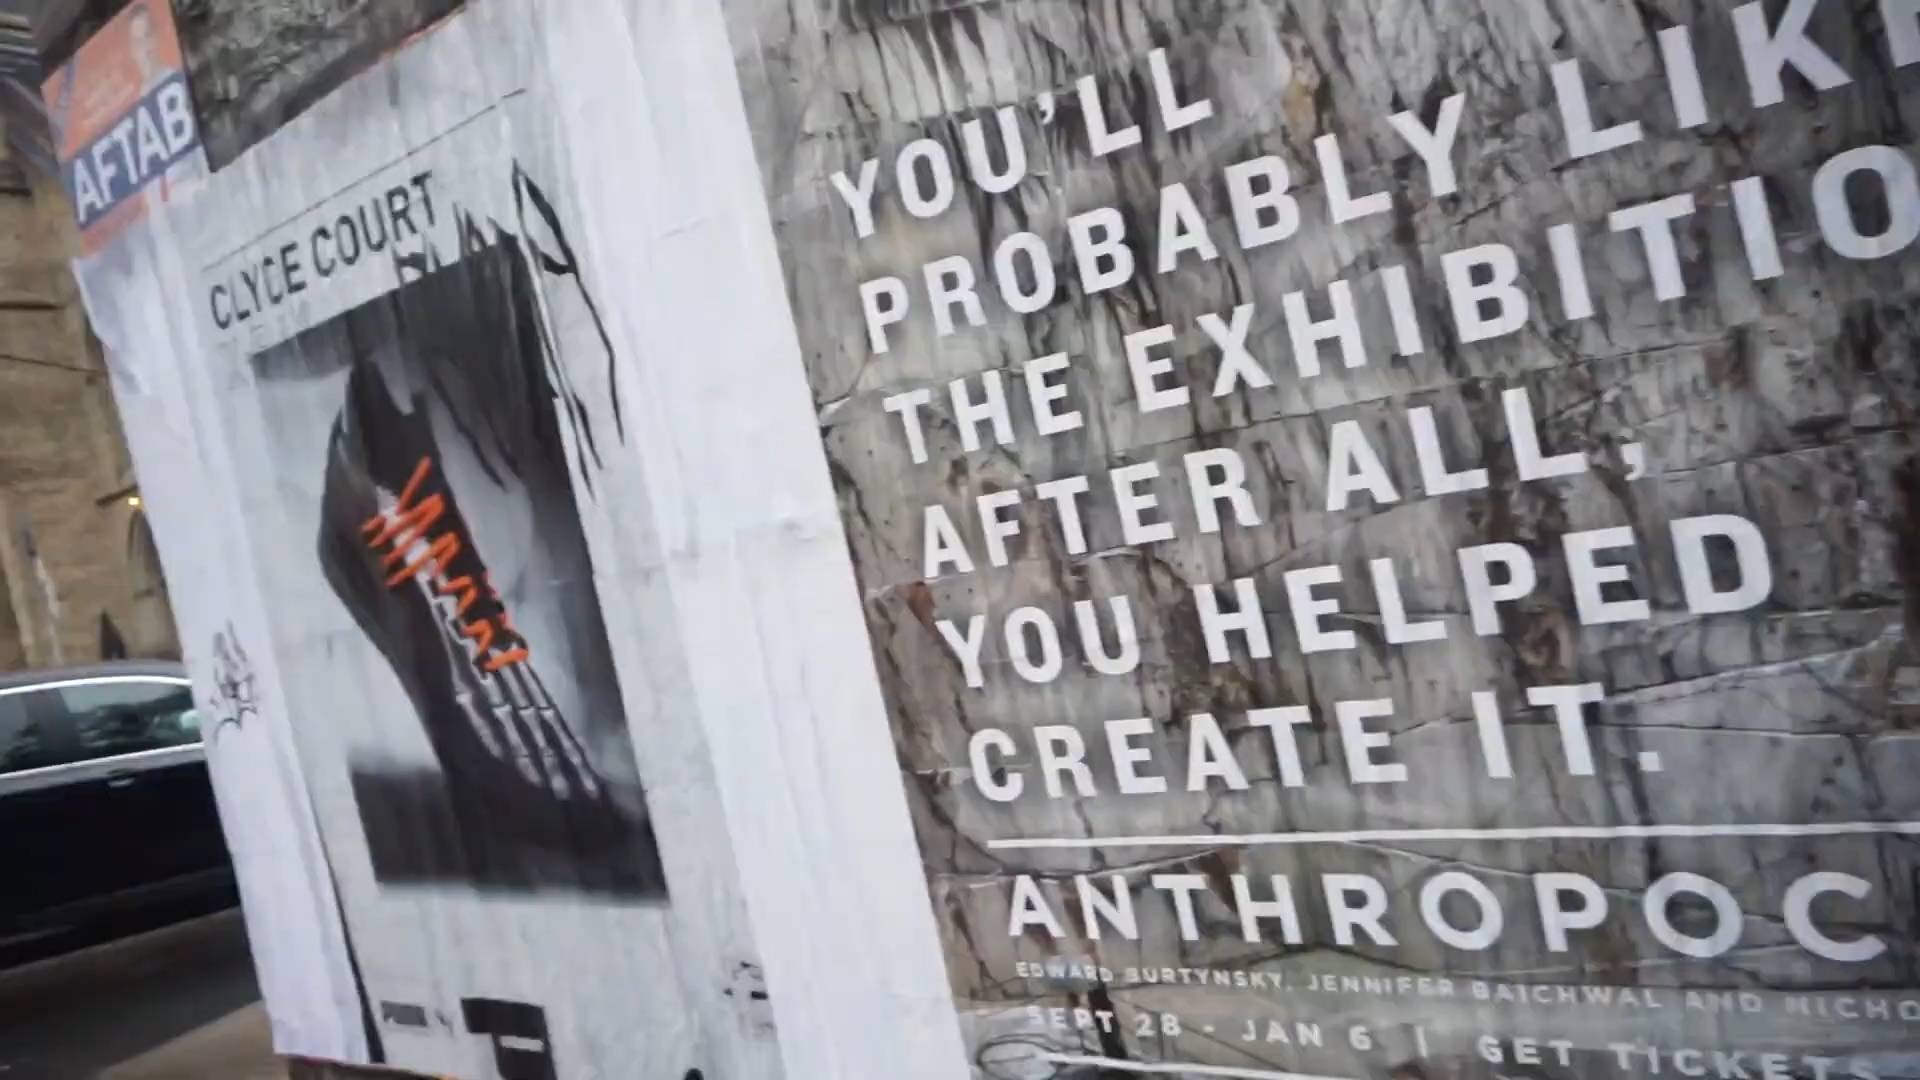 AFTAB
CLYCE COURT
YOU'LL
PROBABLY LIKE
THE EXHIBITIO
AFTER ALL,
YOU HELPED
CREATE IT.
ANTHROPOC
EDWARD BURTYNSKY, JENNIFER BAICHWAL AND NICHO
SEPT 28 - JAN 6 | GET TICKETS